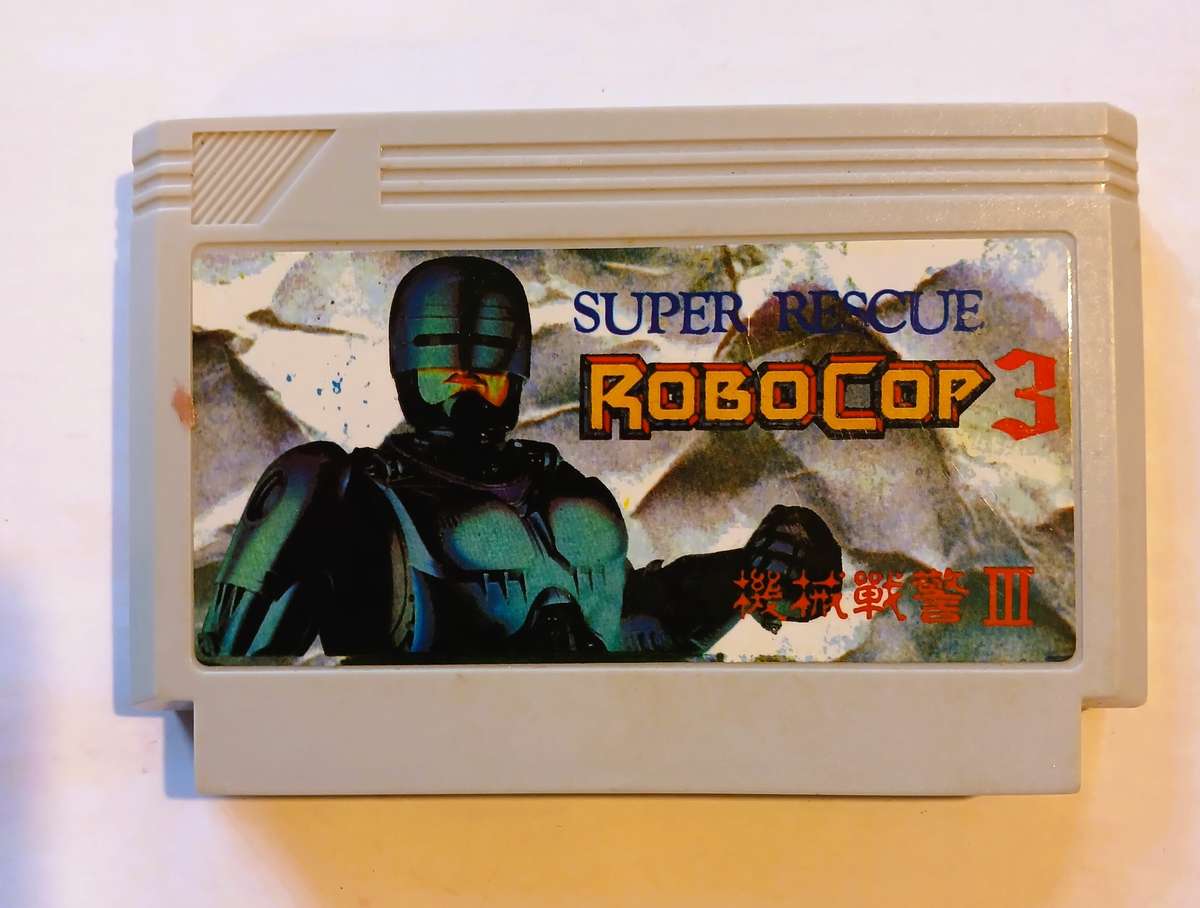 SUPER RESCUE
ROBOCOP 3
機械戰警 III